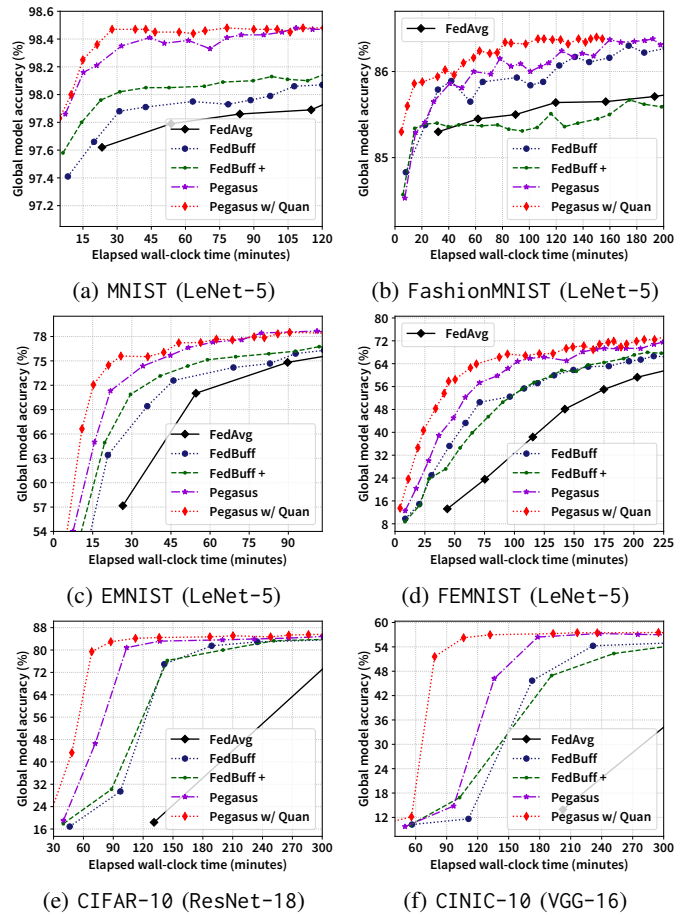 98.6
98.4
98.2
98.0
97.8
97.6
97.4
97.2
Global model accuracy (%)
FedAvg
FedBuff
FedBuff +
Pegasus
Pegasus w/ Quan
15 30 45 60 75 90 105 120
Elapsed wall-clock time (minutes)
(a) MNIST (LeNet-5)
86
85
Global model accuracy (%)
FedAvg
FedBuff
FedBuff +
Pegasus
Pegasus w/ Quan
0 20 40 60 80 100 120 140 160 180 200
Elapsed wall-clock time (minutes)
(b) FashionMNIST (LeNet-5)
78
75
72
69
66
63
60
57
54
Global model accuracy (%)
FedAvg
FedBuff
FedBuff +
Pegasus
Pegasus w/ Quan
0 15 30 45 60 75 90
Elapsed wall-clock time (minutes)
(c) EMNIST (LeNet-5)
80
72
64
56
48
40
32
24
16
8
Global model accuracy (%)
FedAvg
FedBuff
FedBuff +
Pegasus
Pegasus w/ Quan
0 25 50 75 100 125 150 175 200 225
Elapsed wall-clock time (minutes)
(d) FEMNIST (LeNet-5)
88
80
72
64
56
48
40
32
24
16
Global model accuracy (%)
FedAvg
FedBuff
FedBuff +
Pegasus
Pegasus w/ Quan
30 60 90 120 150 180 210 240 270 300
Elapsed wall-clock time (minutes)
(e) CIFAR-10 (ResNet-18)
60
54
48
42
36
30
24
18
12
Global model accuracy (%)
FedAvg
FedBuff
FedBuff +
Pegasus
Pegasus w/ Quan
30 60 90 120 150 180 210 240 270 300
Elapsed wall-clock time (minutes)
(f) CINIC-10 (VGG-16)